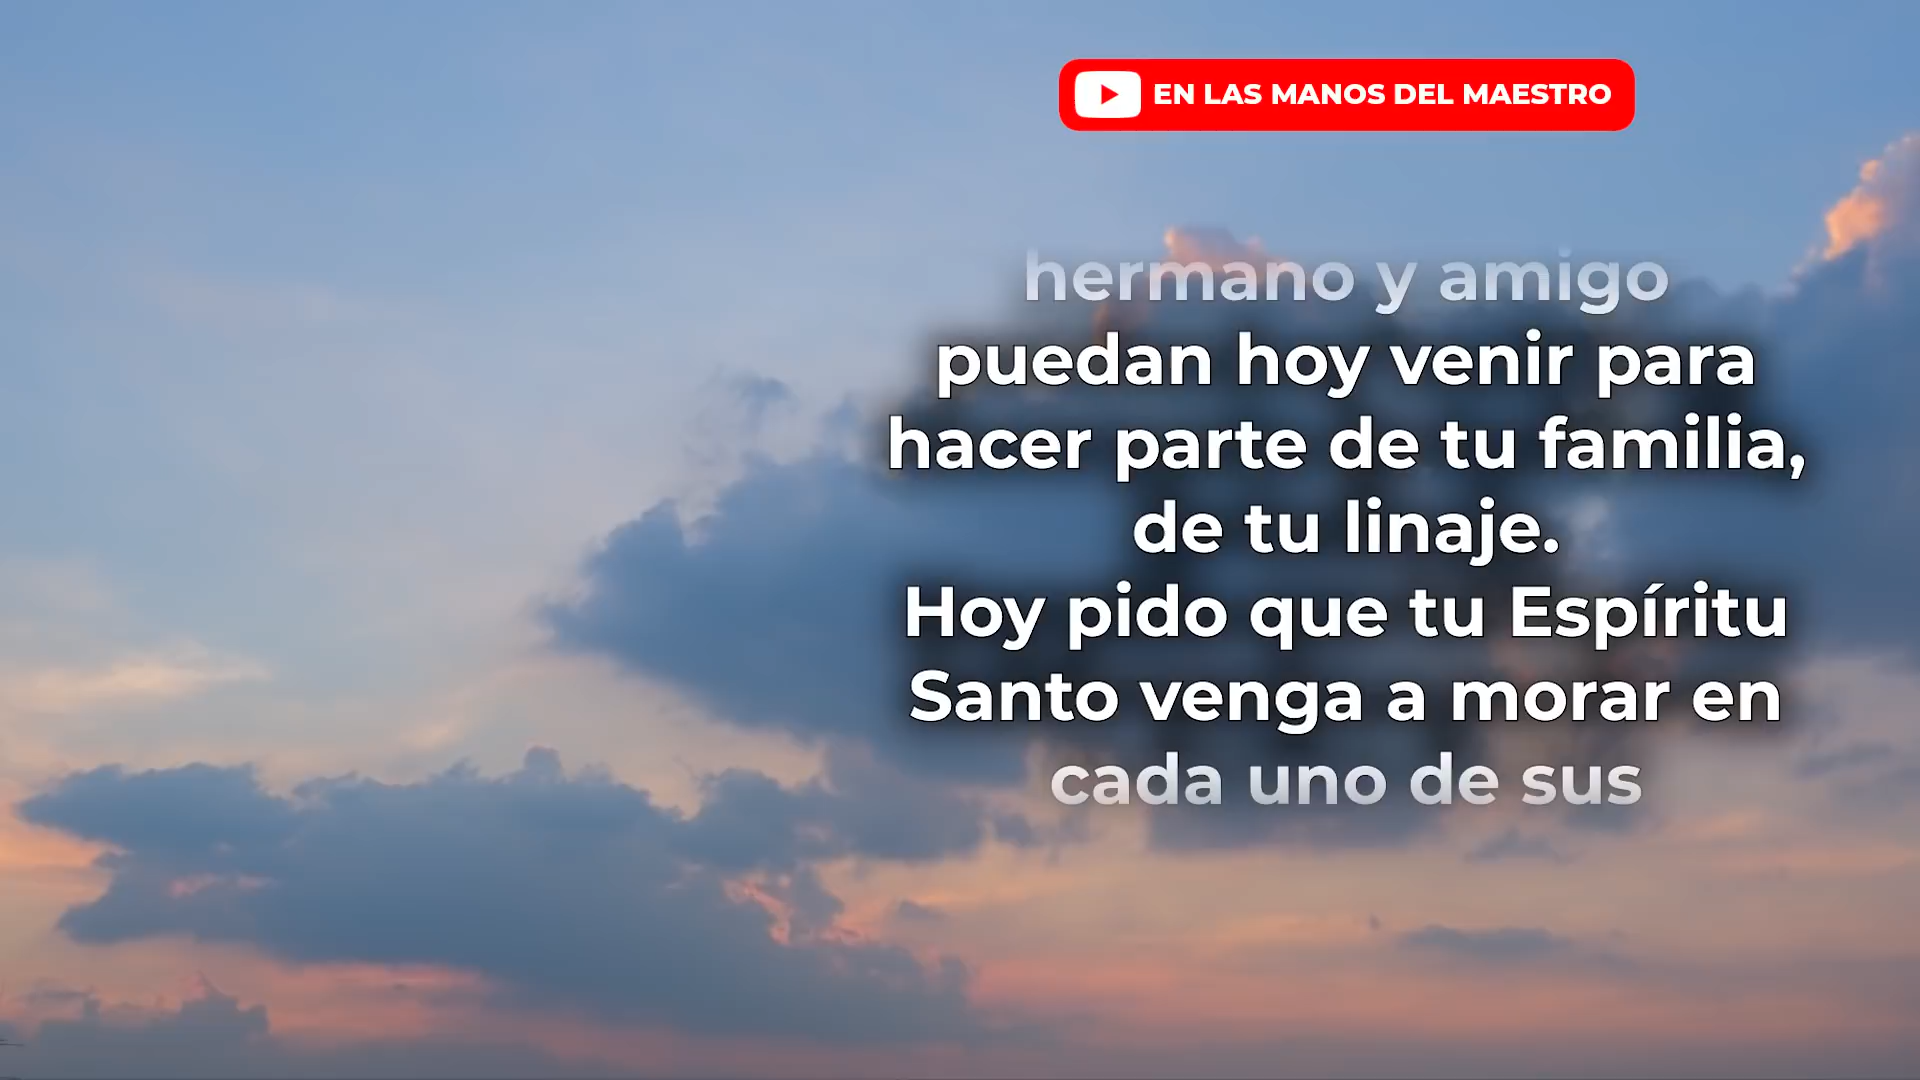 EN LAS MANOS DEL MAESTRO
hermano y amigo
puedan hoy venir para
hacer parte de tu familia,
de tu linaje.
Hoy pido que tu Espíritu
Santo venga a morar en
cada uno de sus